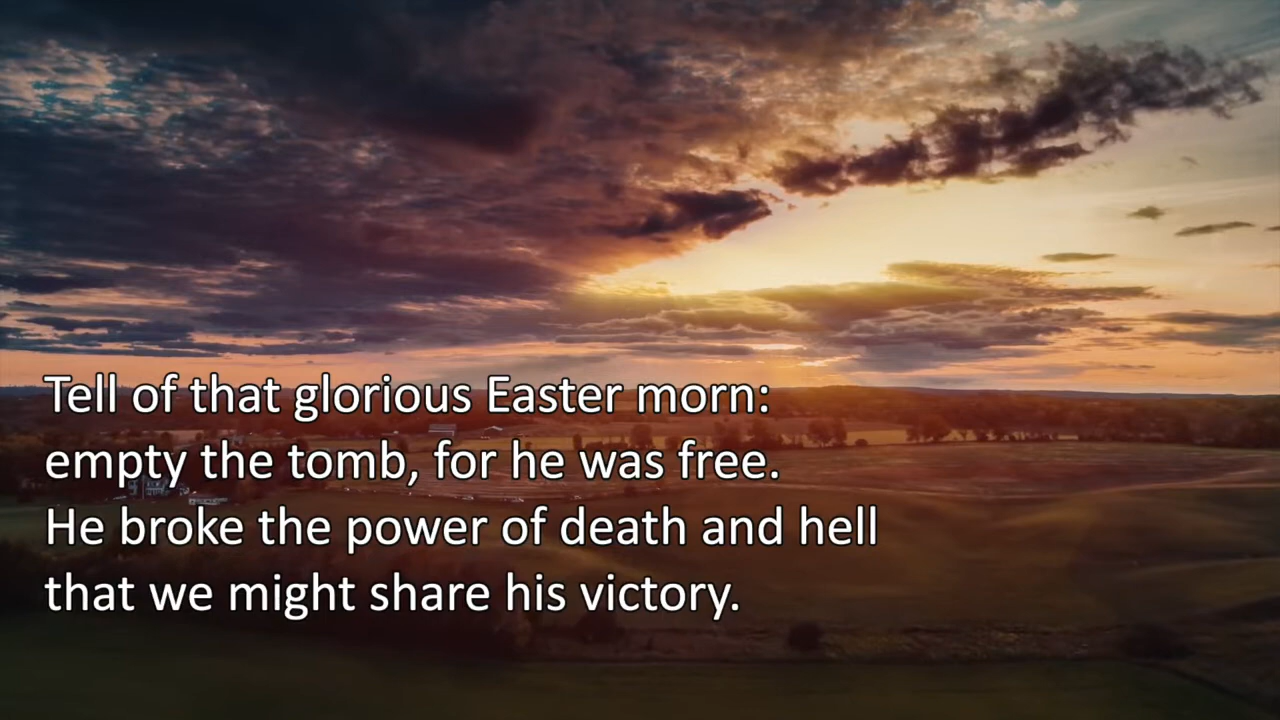 Tell of that glorious Easter morn:
empty the tomb, for he was free.
He broke the power of death and hell
that we might share his victory.